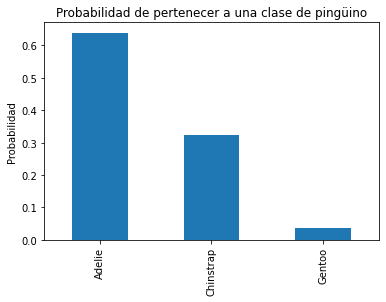 Probabilidad de pertenecer a una clase de pingüino
Probabilidad
0.6
0.5
0.4
0.3
0.2
0.1
0.0
Adelie
Chinstrap
Gentoo